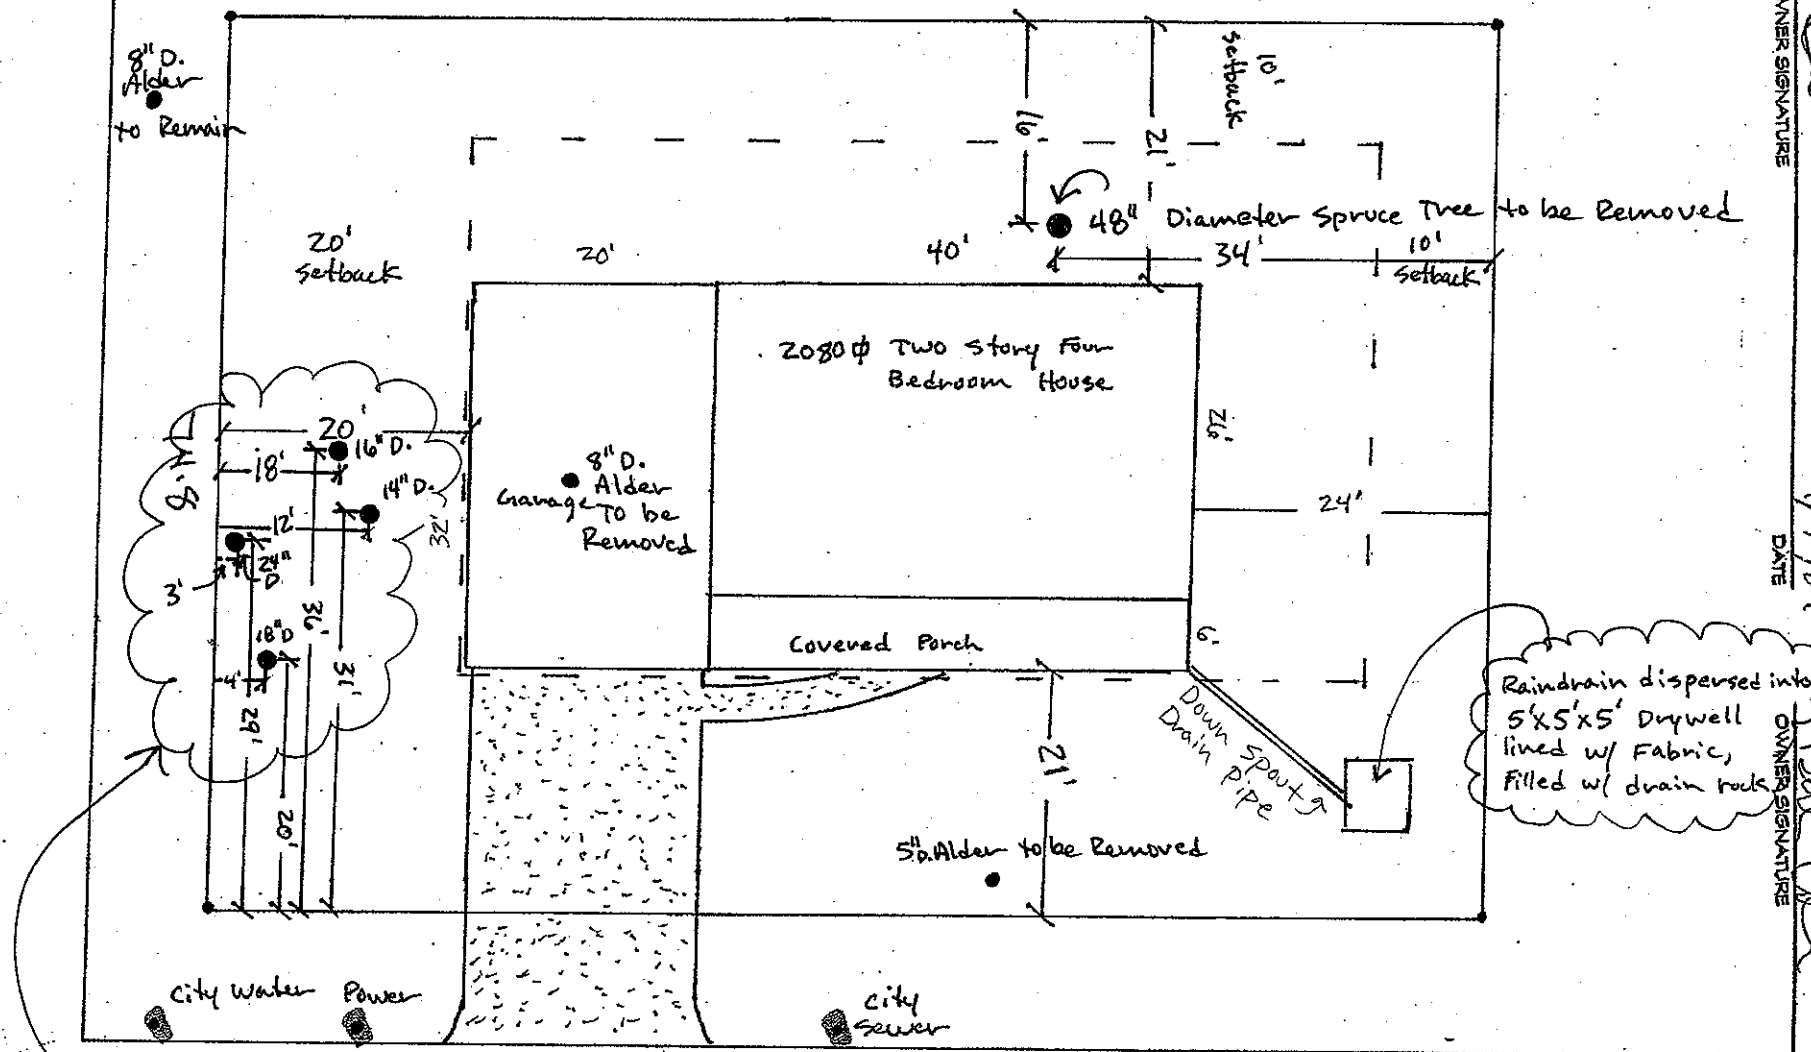 8"D.
Alder
to Remain
10'
setback
16'
21'
48" Diameter Spruce Tree to be Removed
20'
setback
20'
40'
34'
10'
setback
2080⌀ Two Story Four
Bedroom House
26'
20'
16"D.
18'
14"D.
12'
32'
24"
D
3'
18"D
4'
36'
31'
29'
20'
8"D.
Alder
Garage
To be
Removed
24'
Covered Porch
6'
Down spout
Drain pipe
21'
5"D. Alder to be Removed
Raindrain dispersed into
5'x5'x5' Drywell
lined w/ Fabric,
Filled w/ drain rock
City Water
Power
City
Sewer
WNER SIGNATURE
DATE
OWNER SIGNATURE